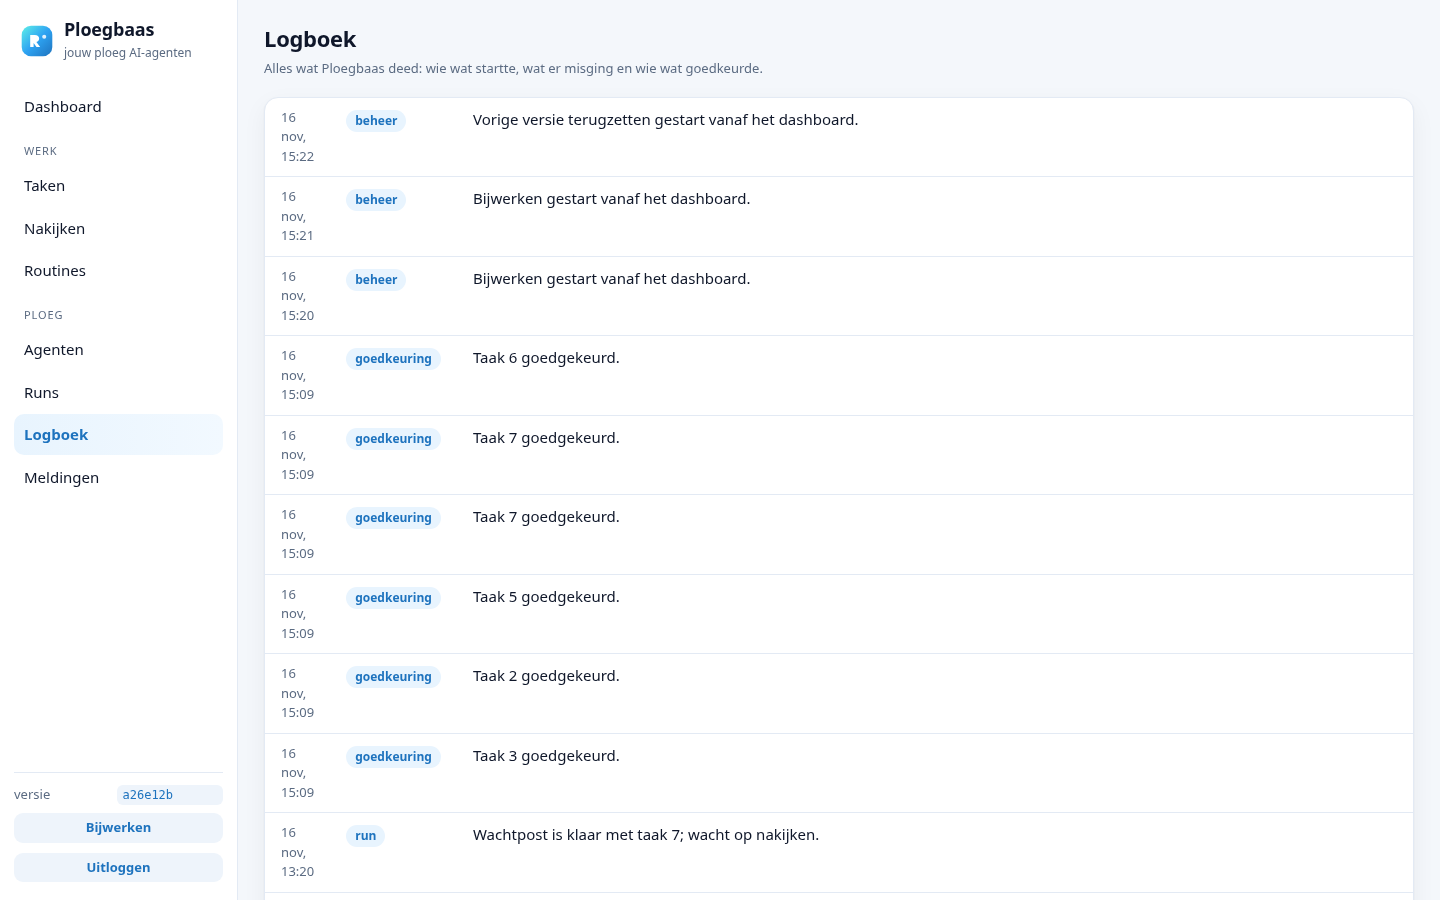 Ploegbaas
jouw ploeg AI-agenten
Dashboard
WERK
Taken
Nakijken
Routines
PLOEG
Agenten
Runs
Logboek
Meldingen
versie a26e12b
Bijwerken
Uitloggen
Logboek
Alles wat Ploegbaas deed: wie wat startte, wat er misging en wie wat goedkeurde.
16
nov,
15:22
beheer
Vorige versie terugzetten gestart vanaf het dashboard.
16
nov,
15:21
beheer
Bijwerken gestart vanaf het dashboard.
16
nov,
15:20
beheer
Bijwerken gestart vanaf het dashboard.
16
nov,
15:09
goedkeuring
Taak 6 goedgekeurd.
16
nov,
15:09
goedkeuring
Taak 7 goedgekeurd.
16
nov,
15:09
goedkeuring
Taak 7 goedgekeurd.
16
nov,
15:09
goedkeuring
Taak 5 goedgekeurd.
16
nov,
15:09
goedkeuring
Taak 2 goedgekeurd.
16
nov,
15:09
goedkeuring
Taak 3 goedgekeurd.
16
nov,
13:20
run
Wachtpost is klaar met taak 7; wacht op nakijken.